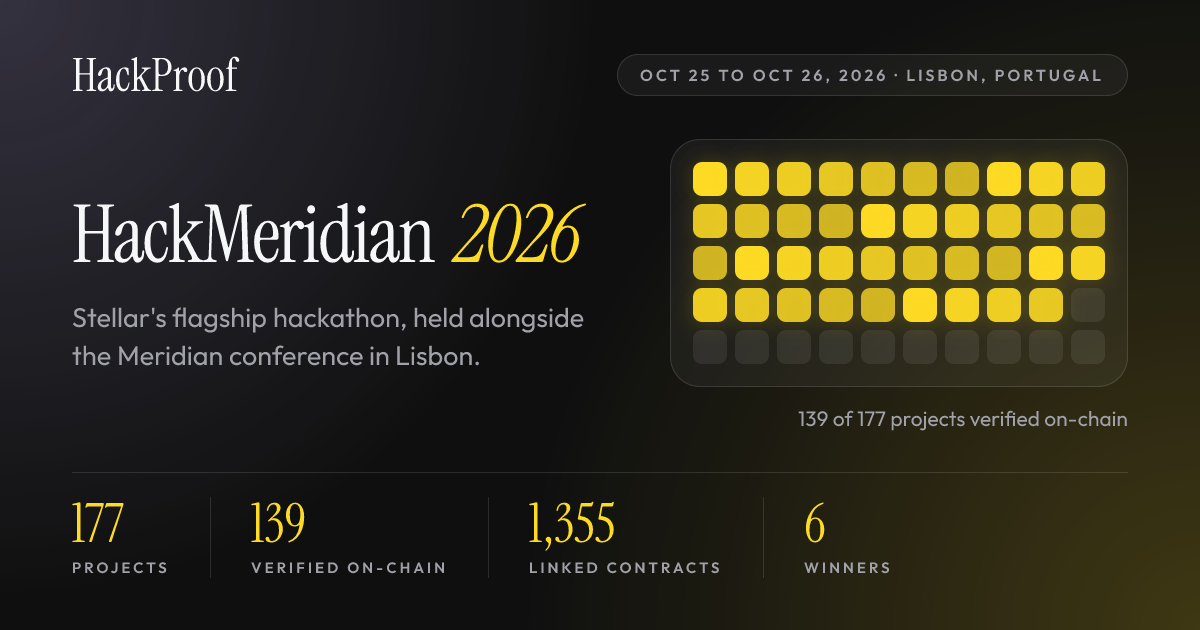 HackProof
OCT 25 TO OCT 26, 2026 · LISBON, PORTUGAL
HackMeridian 2026
Stellar's flagship hackathon, held alongside
the Meridian conference in Lisbon.
139 of 177 projects verified on-chain
177
PROJECTS
139
VERIFIED ON-CHAIN
1,355
LINKED CONTRACTS
6
WINNERS